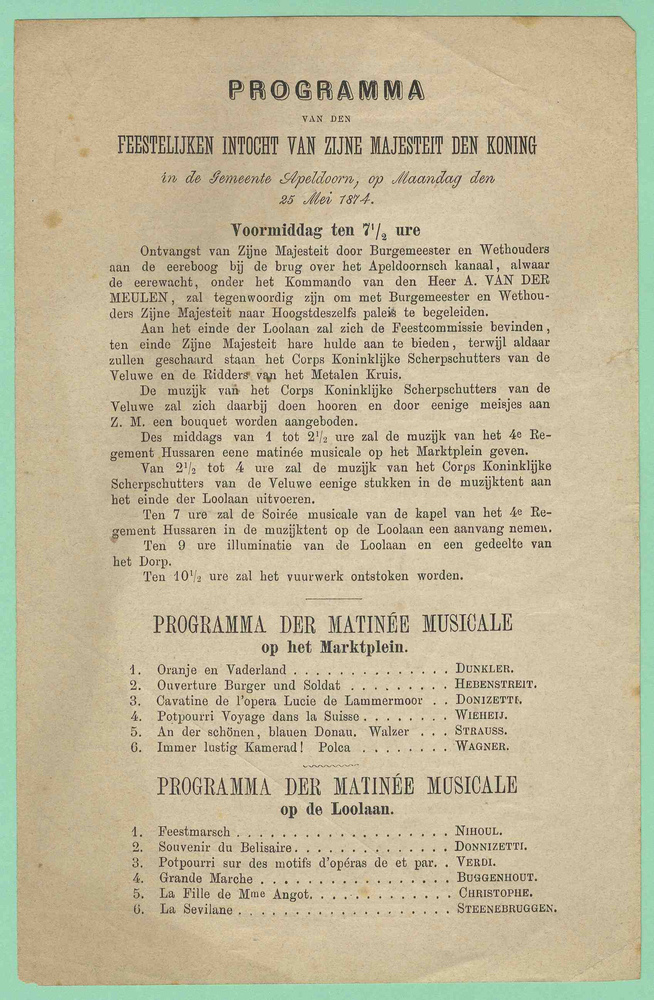 PROGRAMMA
VAN DEN
FEESTELIJKEN INTOCHT VAN ZIJNE MAJESTEIT DEN KONING
in de Gemeente Apeldoorn, op Maandag den
25 Mei 1874.
Voormiddag ten 7¹/₂ ure
Ontvangst van Zijne Majesteit door Burgemeester en Wethouders
aan de eereboog bij de brug over het Apeldoornsch kanaal, alwaar
de eerewacht, onder het Kommando van den Heer A. VAN DER
MEULEN, zal tegenwoordig zijn om met Burgemeester en Wethou-
ders Zijne Majesteit naar Hoogstdeszelfs paleis te begeleiden.
Aan het einde der Loolaan zal zich de Feestcommissie bevinden,
ten einde Zijne Majesteit hare hulde aan te bieden, terwijl aldaar
zullen geschaard staan het Corps Koninklijke Scherpschutters van de
Veluwe en de Ridders van het Metalen Kruis.
De muzijk van het Corps Koninklijke Scherpschutters van de
Veluwe zal zich daarbij doen hooren en door eenige meisjes aan
Z. M. een bouquet worden aangeboden.
Des middags van 1 tot 2¹/₂ ure zal de muzijk van het 4e Re-
gement Hussaren eene matinée musicale op het Marktplein geven.
Van 2¹/₂ tot 4 ure zal de muzijk van het Corps Koninklijke
Scherpschutters van de Veluwe eenige stukken in de muzijktent aan
het einde der Loolaan uitvoeren.
Ten 7 ure zal de Soirée musicale van de kapel van het 4e Re-
gement Hussaren in de muzijktent op de Loolaan een aanvang nemen.
Ten 9 ure illuminatie van de Loolaan en een gedeelte van
het Dorp.
Ten 10¹/₂ ure zal het vuurwerk ontstoken worden.
PROGRAMMA DER MATINÉE MUSICALE
op het Marktplein.
1. Oranje en Vaderland . . . . . . . . . . . . . . DUNKLER.
2. Ouverture Burger und Soldat . . . . . . . . . HEBENSTREIT.
3. Cavatine de l'opera Lucie de Lammermoor . . DONIZETTI.
4. Potpourri Voyage dans la Suisse . . . . . . . . WIEHEIJ.
5. An der schönen, blauen Donau. Walzer . . . STRAUSS.
6. Immer lustig Kamerad! Polca . . . . . . . . WAGNER.
PROGRAMMA DER MATINÉE MUSICALE
op de Loolaan.
1. Feestmarsch . . . . . . . . . . . . . . . . . . . NIHOUL.
2. Souvenir du Belisaire. . . . . . . . . . . . . . DONNIZETTI.
3. Potpourri sur des motifs d'opéras de et par. . VERDI.
4. Grande Marche . . . . . . . . . . . . . . . . . BUGGENHOUT.
5. La Fille de Mme Angot. . . . . . . . . . . . . CHRISTOPHE.
6. La Sevilane . . . . . . . . . . . . . . . . . . . STEENEBRUGGEN.